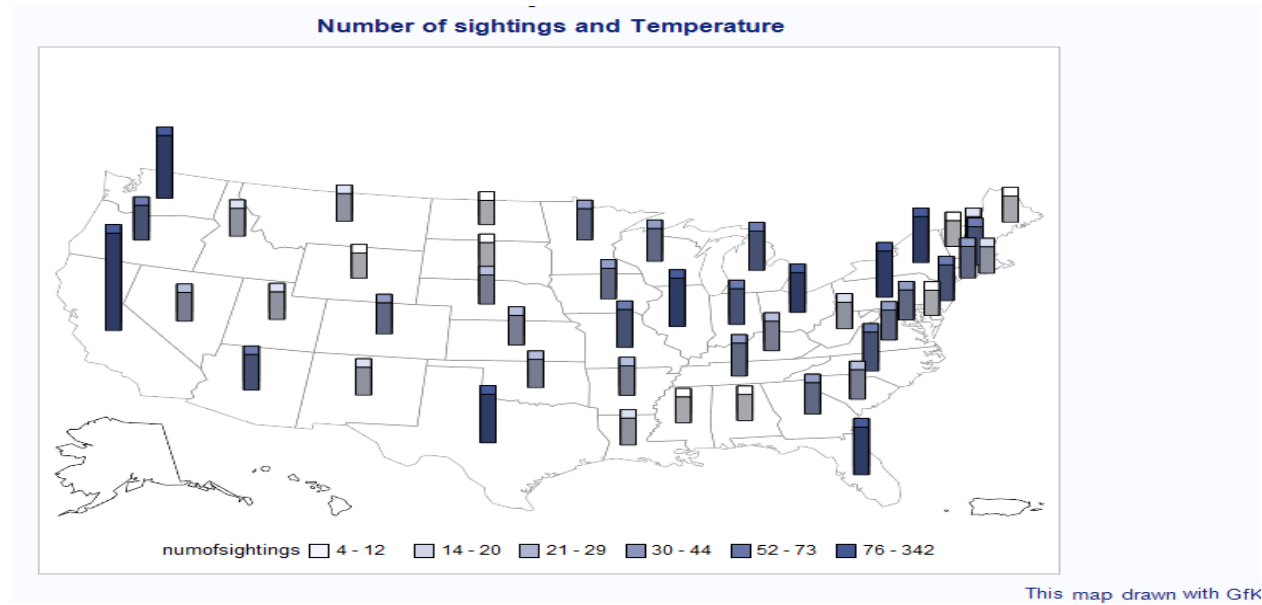 Number of sightings and Temperature
numofsightings 4 - 12 14 - 20 21 - 29 30 - 44 52 - 73 76 - 342
This map drawn with GfK